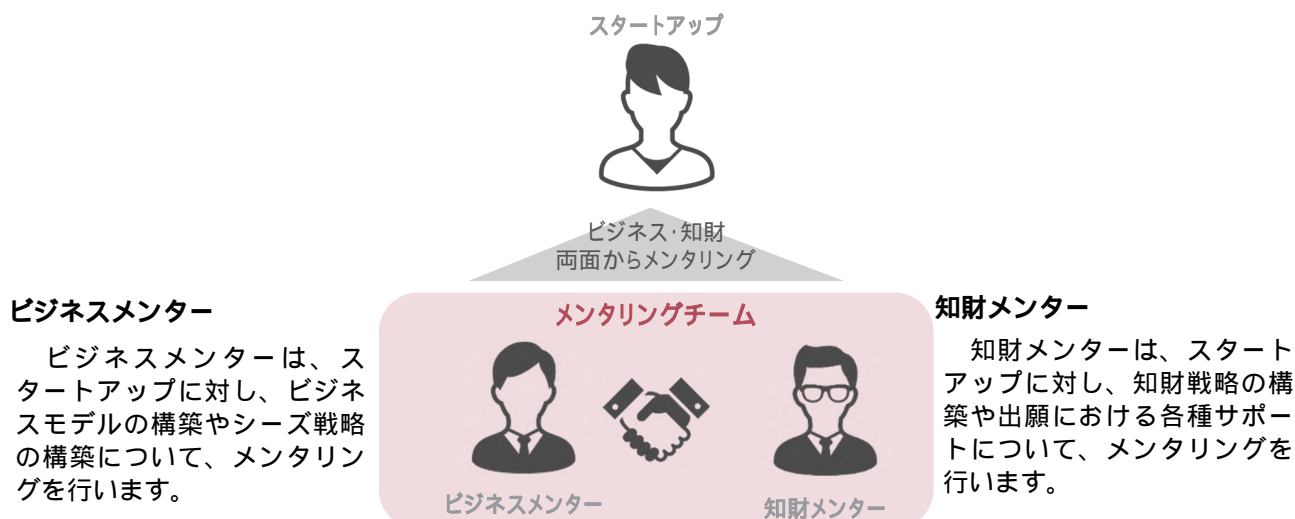 スタートアップ
ビジネス・知財
両面からメンタリング
ビジネスメンター
ビジネスメンターは、ス
タートアップに対し、ビジネ
スモデルの構築やシーズ戦略
の構築について、メンタリン
グを行います。
メンタリングチーム
ビジネスメンター
知財メンター
知財メンター
知財メンターは、スタート
アップに対し、知財戦略の構
築や出願における各種サポー
トについて、メンタリングを
行います。